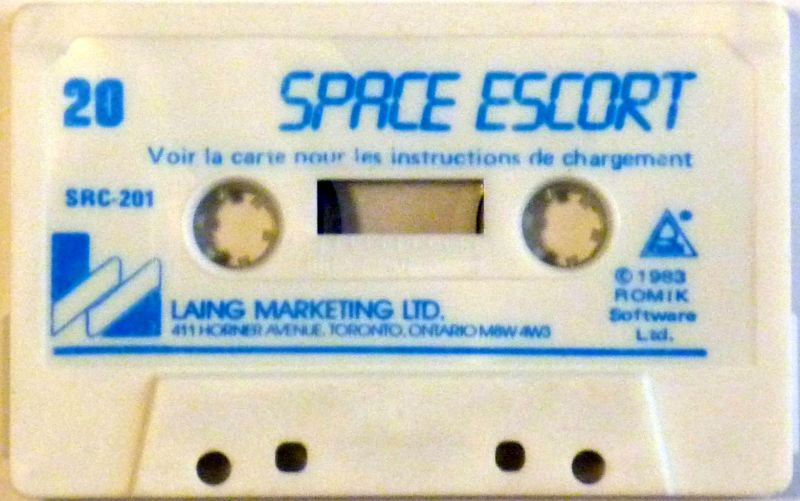 20
SPACE ESCORT
Voir la carte pour les instructions de chargement
SRC-201
LAING MARKETING LTD.
411 HORNER AVENUE, TORONTO, ONTARIO M8W 4W3
© 1983
ROMIK
Software
Ltd.